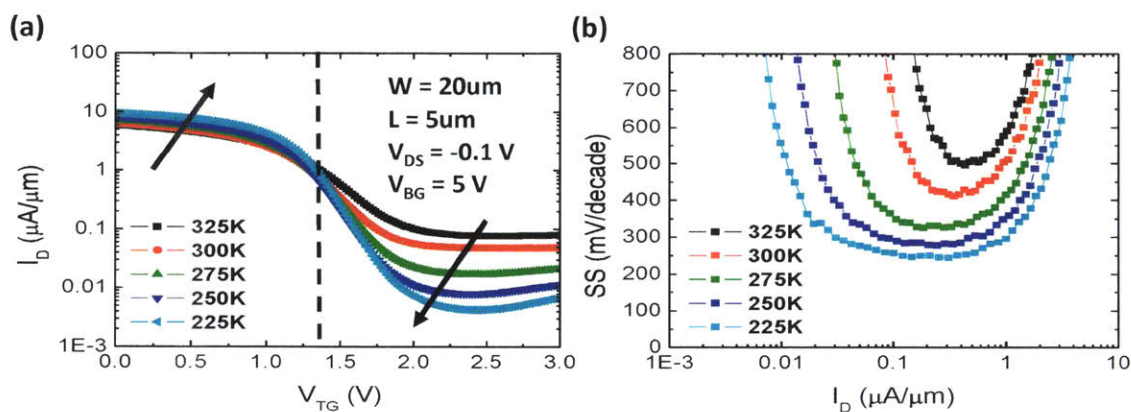 (a)
100
10
1
0.1
0.01
1E-3
I_D (μA/μm)
0.0 0.5 1.0 1.5 2.0 2.5 3.0
V_TG (V)
W = 20um
L = 5um
V_DS = -0.1 V
V_BG = 5 V
325K
300K
275K
250K
225K
(b)
800
700
600
500
400
300
200
100
0
SS (mV/decade)
1E-3 0.01 0.1 1 10
I_D (μA/μm)
325K
300K
275K
250K
225K